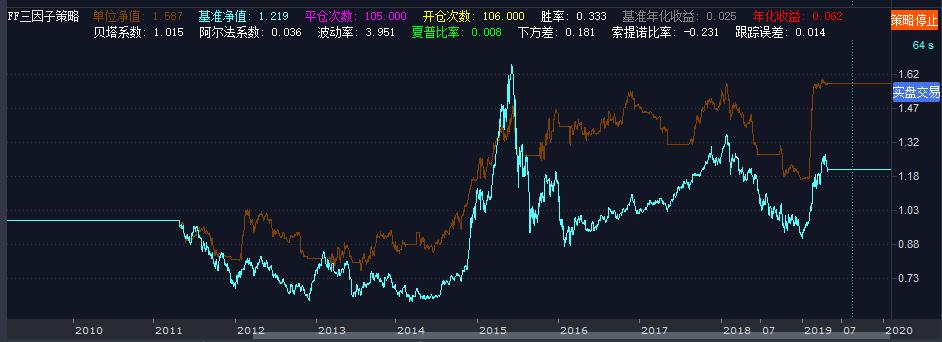 FF三因子策略 单位净值: 1.587 基准净值: 1.219 平仓次数: 105.000 开仓次数: 106.000 胜率: 0.333 基准年化收益: 0.025 年化收益: 0.062 策略停止
贝塔系数: 1.015 阿尔法系数: 0.036 波动率: 3.951 夏普比率: 0.008 下方差: 0.181 索提诺比率: -0.231 跟踪误差: 0.014
64 s
1.62
实盘交易
1.47
1.32
1.18
1.03
0.88
0.73
2010 2011 2012 2013 2014 2015 2016 2017 2018 07 2019 07 2020